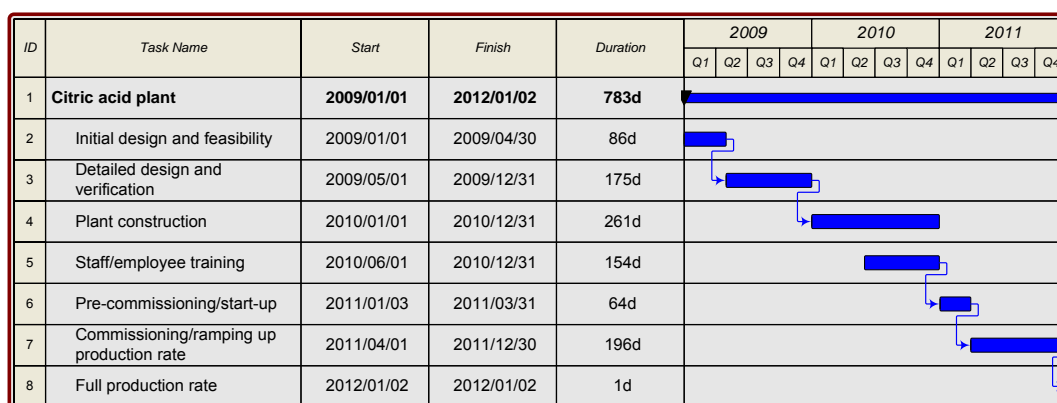 ID Task Name Start Finish Duration 2009 2010 2011
Q1 Q2 Q3 Q4 Q1 Q2 Q3 Q4 Q1 Q2 Q3 Q4
1 Citric acid plant 2009/01/01 2012/01/02 783d
2 Initial design and feasibility 2009/01/01 2009/04/30 86d
3 Detailed design and
verification 2009/05/01 2009/12/31 175d
4 Plant construction 2010/01/01 2010/12/31 261d
5 Staff/employee training 2010/06/01 2010/12/31 154d
6 Pre-commissioning/start-up 2011/01/03 2011/03/31 64d
7 Commissioning/ramping up
production rate 2011/04/01 2011/12/30 196d
8 Full production rate 2012/01/02 2012/01/02 1d